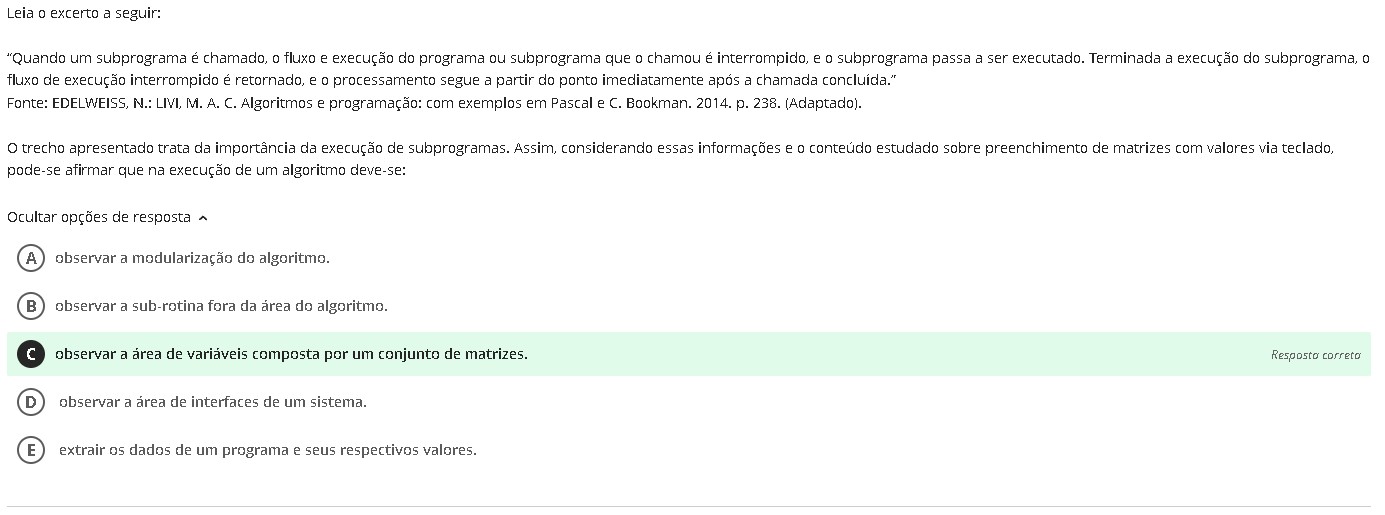 Leia o excerto a seguir:
“Quando um subprograma é chamado, o fluxo e execução do programa ou subprograma que o chamou é interrompido, e o subprograma passa a ser executado. Terminada a execução do subprograma, o
fluxo de execução interrompido é retornado, e o processamento segue a partir do ponto imediatamente após a chamada concluída.”
Fonte: EDELWEISS, N.: LIVI, M. A. C. Algoritmos e programação: com exemplos em Pascal e C. Bookman. 2014. p. 238. (Adaptado).
O trecho apresentado trata da importância da execução de subprogramas. Assim, considerando essas informações e o conteúdo estudado sobre preenchimento de matrizes com valores via teclado,
pode-se afirmar que na execução de um algoritmo deve-se:
Ocultar opções de resposta
A observar a modularização do algoritmo.
B observar a sub-rotina fora da área do algoritmo.
C observar a área de variáveis composta por um conjunto de matrizes. Resposta correta
D observar a área de interfaces de um sistema.
E extrair os dados de um programa e seus respectivos valores.